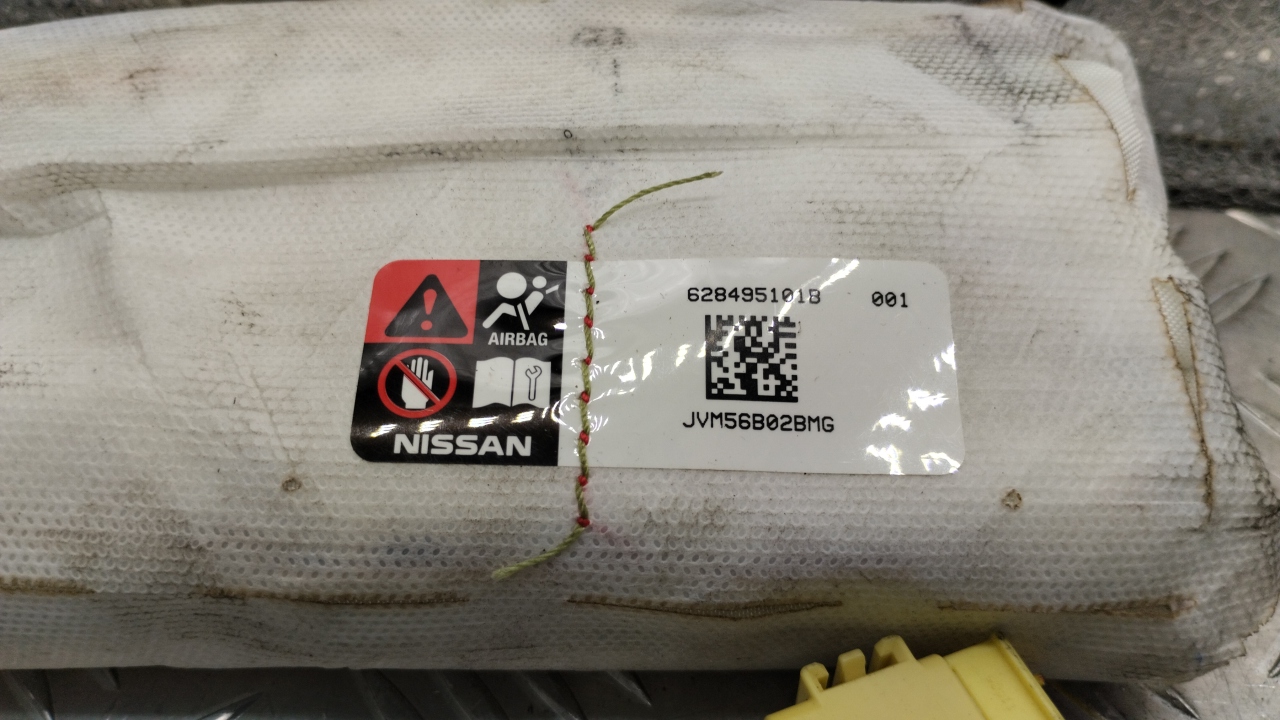 AIRBAG
NISSAN
628495101B 001
JVM56B02BMG